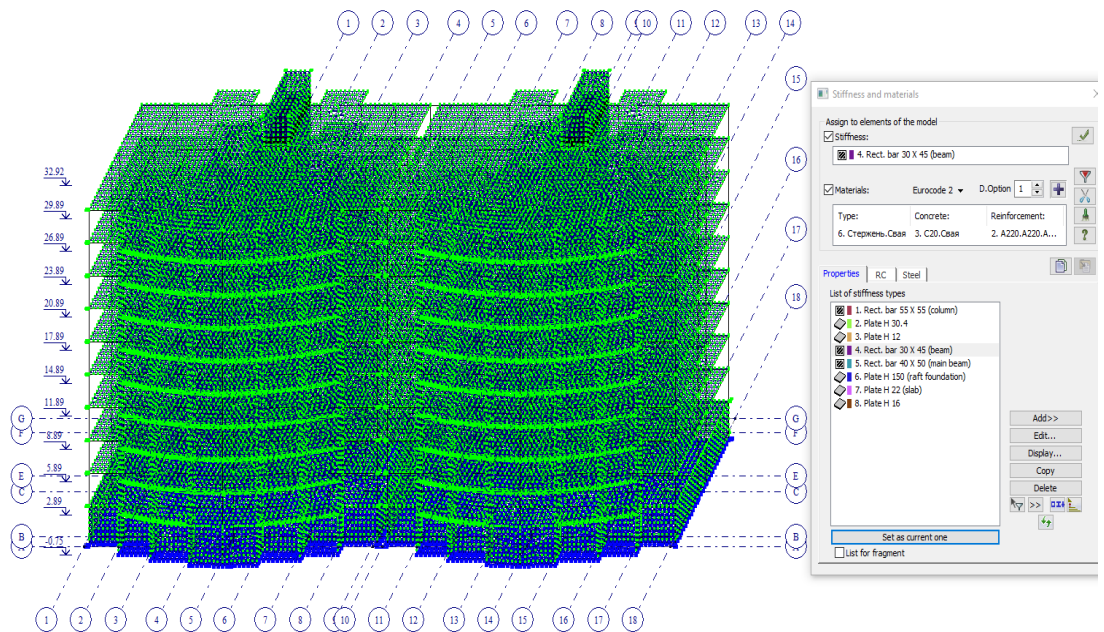 1 2 3 4 5 6 7 8 10 11 12 13 14
15
16
17
18
32.92
29.89
26.89
23.89
20.89
17.89
14.89
11.89
8.89
5.89
2.89
-0.75
G G
F F
E E
C C
B B
1 2 3 4 5 6 7 8 10 11 12 13 14 15 16 17 18
Stiffness and materials
Assign to elements of the model
Stiffness:
4. Rect. bar 30 X 45 (beam)
Materials: Eurocode 2 D.Option 1
Type: Concrete: Reinforcement:
6. Стержень.Свая 3. C20.Свая 2. A220.A220.A...
Properties RC Steel
List of stiffness types
1. Rect. bar 55 X 55 (column)
2. Plate H 30.4
3. Plate H 12
4. Rect. bar 30 X 45 (beam)
5. Rect. bar 40 X 50 (main beam)
6. Plate H 150 (raft foundation)
7. Plate H 22 (slab)
8. Plate H 16
Add>>
Edit...
Display...
Copy
Delete
>>
Set as current one
List for fragment